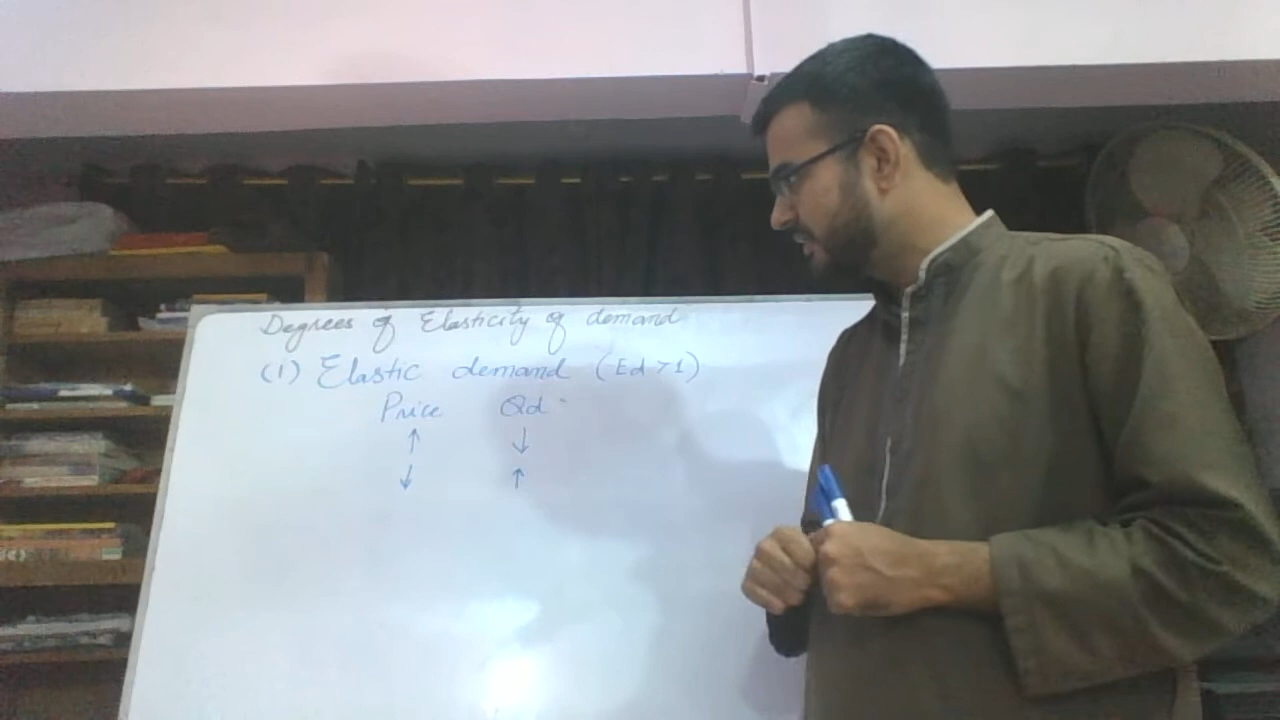 Degrees of Elasticity of demand
(1) Elastic demand (Ed > 1)
Price Qd
↑ ↓
↓ ↑